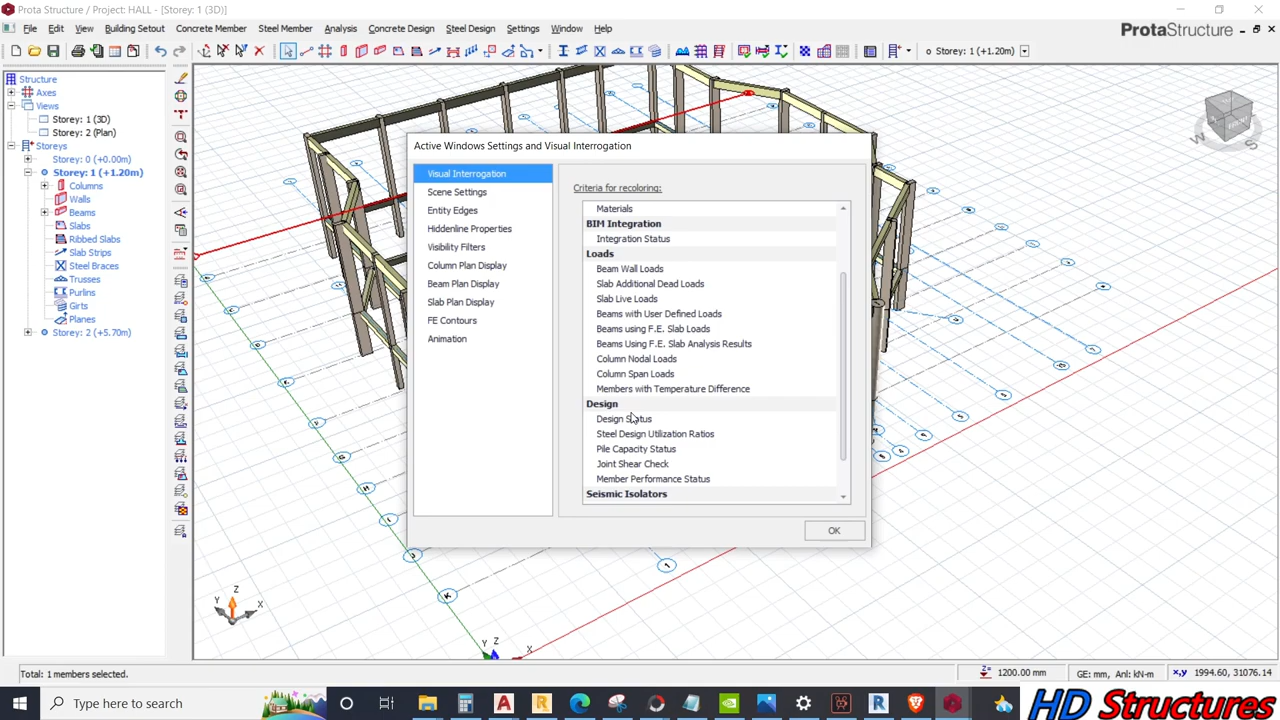 Prota Structure / Project: HALL - [Storey: 1 (3D)]
File Edit View Building Setout Concrete Member Steel Member Analysis Concrete Design Steel Design Settings Window Help
ProtaStructure
Storey: 1 (+1.20m)
Structure
Axes
Views
Storey: 1 (3D)
Storey: 2 (Plan)
Storeys
Storey: 0 (+0.00m)
Storey: 1 (+1.20m)
Columns
Walls
Beams
Slabs
Ribbed Slabs
Slab Strips
Steel Braces
Trusses
Purlins
Girts
Planes
Storey: 2 (+5.70m)
Active Windows Settings and Visual Interrogation
Visual Interrogation
Scene Settings
Entity Edges
Hiddenline Properties
Visibility Filters
Column Plan Display
Beam Plan Display
Slab Plan Display
FE Contours
Animation
Criteria for recoloring:
Materials
BIM Integration
Integration Status
Loads
Beam Wall Loads
Slab Additional Dead Loads
Slab Live Loads
Beams with User Defined Loads
Beams using F.E. Slab Loads
Beams Using F.E. Slab Analysis Results
Column Nodal Loads
Column Span Loads
Members with Temperature Difference
Design
Design Status
Steel Design Utilization Ratios
Pile Capacity Status
Joint Shear Check
Member Performance Status
Seismic Isolators
OK
W
S
Z
Y
X
Y
Z
X
Total: 1 members selected.
Z= 1200.00 mm
GE: mm, Anl: kN-m
x,y 1994.60, 31076.14
Type here to search
HD Structures